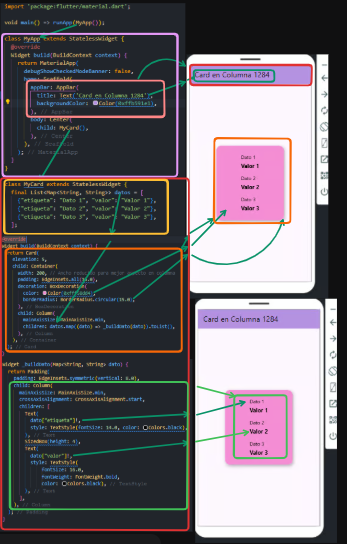 import "package:flutter/material.dart";
void main() => runApp(MyApp());
class MyApp extends StatelessWidget {
@override
Widget build(BuildContext context) {
return MaterialApp(
debugShowCheckedModeBanner: false,
home: Scaffold(
appBar: AppBar(
title: Text("Card en Columna 1284"),
backgroundColor: Color(
), // AppBar
body: Center(
child: MyCard(),
), // Center
), // Scaffold
); // MaterialApp
}
}
class MyCard extends StatelessWidget {
final List<Map<String, String>> datos = [
{"etiqueta": "Dato 1", "valor": "Valor 1"},
{"etiqueta": "Dato 2", "valor": "Valor 2"},
{"etiqueta": "Dato 3", "valor": "Valor 3"},
];
@override
Widget build(BuildContext context) {
return Card(
elevation: 4,
child: Container(
width: 200, // Ancho reducido para mejor
padding: EdgeInsets.all(16.0),
decoration: BoxDecoration(
color: Color(
borderRadius: BorderRadius.circular(10.0),
), // BoxDecoration
child: Column(
mainAxisSize: MainAxisSize.min,
children: datos.map((dato) => _buildDato(dato)).toList(),
), // Column
), // Container
); // Card
}
Widget _buildDato(Map<String, String> dato) {
return Padding(
padding: EdgeInsets.symmetric(vertical: 8.0),
child: Column(
mainAxisSize: MainAxisSize.min,
crossAxisAlignment: CrossAxisAlignment.start,
children: [
Text(
dato["etiqueta"]!,
style: TextStyle(fontSize: 14.0, color: Colors.black),
), // Text
SizedBox(height: 4),
Text(
dato["valor"]!,
style: TextStyle(
fontSize: 16.0,
fontWeight: FontWeight.bold,
color: Colors.black), // TextStyle
), // Text
],
), // Column
); // Padding
}
}
Card en Columna 1284
Dato 1
Valor 1
Dato 2
Valor 2
Dato 3
Valor 3
Card en Columna 1284
Dato 1
Valor 1
Dato 2
Valor 2
Dato 3
Valor 3